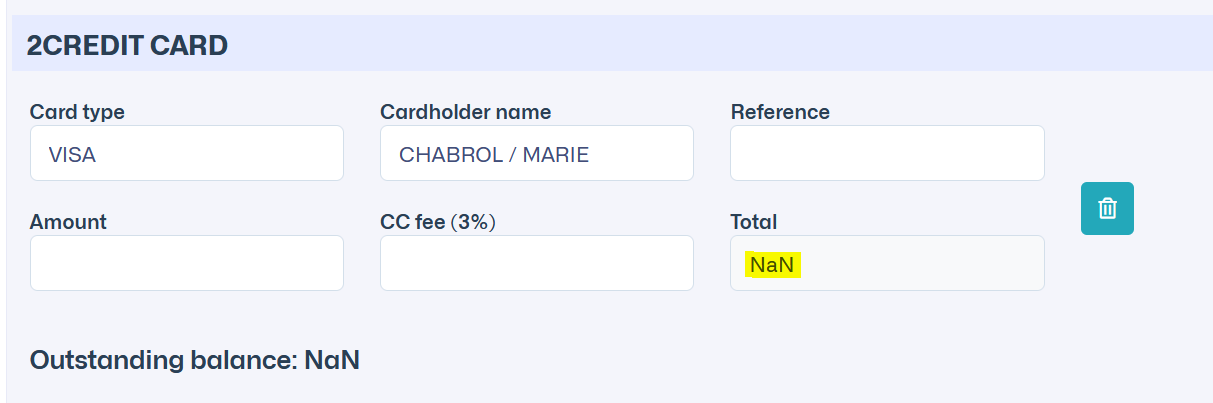 2CREDIT CARD
Card type Cardholder name Reference
VISA CHABROL / MARIE
Amount CC fee (3%) Total
NaN
Outstanding balance: NaN